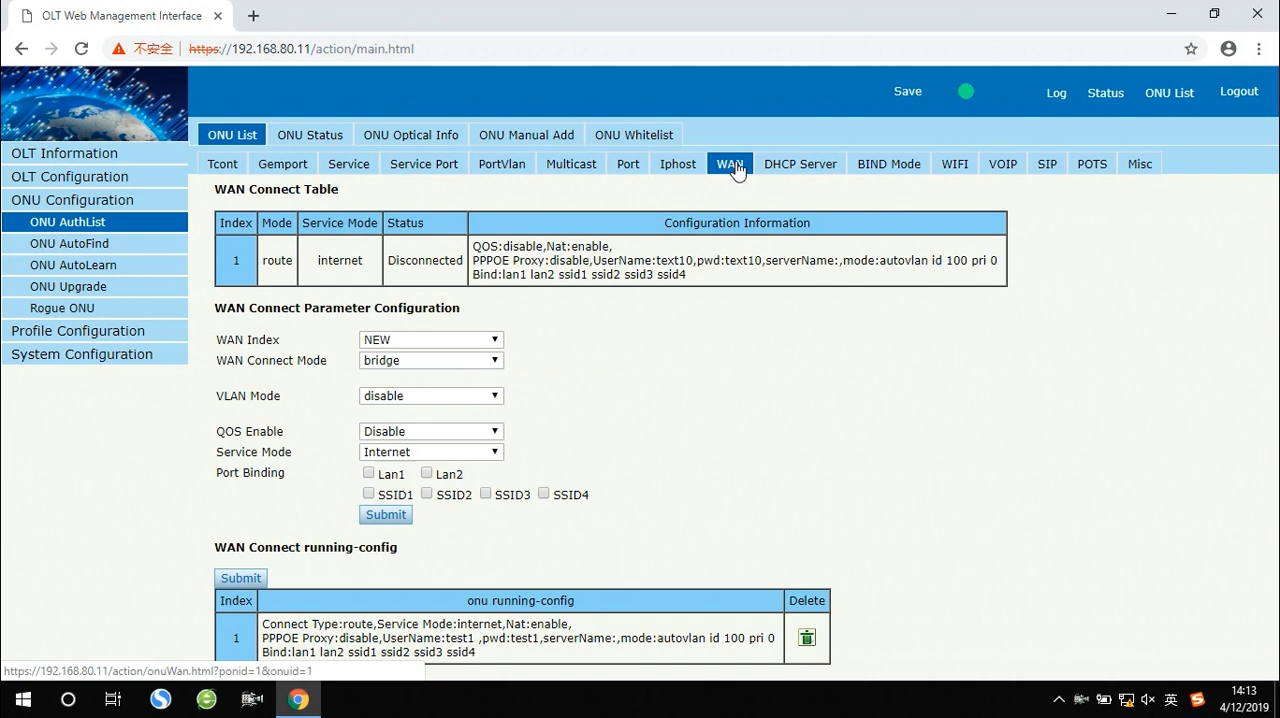 OLT Web Management Interface
不安全 https://192.168.80.11/action/main.html
Save Log Status ONU List Logout
ONU List ONU Status ONU Optical Info ONU Manual Add ONU Whitelist
Tcont Gemport Service Service Port PortVlan Multicast Port Iphost WAN DHCP Server BIND Mode WIFI VOIP SIP POTS Misc
OLT Information
OLT Configuration
ONU Configuration
ONU AuthList
ONU AutoFind
ONU AutoLearn
ONU Upgrade
Rogue ONU
Profile Configuration
System Configuration
WAN Connect Table
Index Mode Service Mode Status Configuration Information
1 route internet Disconnected
QOS:disable,Nat:enable,
PPPOE Proxy:disable,UserName:text10,pwd:text10,serverName:,mode:autovlan id 100 pri 0
Bind:lan1 lan2 ssid1 ssid2 ssid3 ssid4
WAN Connect Parameter Configuration
WAN Index NEW
WAN Connect Mode bridge
VLAN Mode disable
QOS Enable Disable
Service Mode Internet
Port Binding Lan1 Lan2
SSID1 SSID2 SSID3 SSID4
Submit
WAN Connect running-config
Submit
Index onu running-config Delete
1
Connect Type:route,Service Mode:internet,Nat:enable,
PPPOE Proxy:disable,UserName:test1 ,pwd:test1,serverName:,mode:autovlan id 100 pri 0
Bind:lan1 lan2 ssid1 ssid2 ssid3 ssid4
https://192.168.80.11/action/onuWan.html?ponid=1&onuid=1
英
14:13
4/12/2019